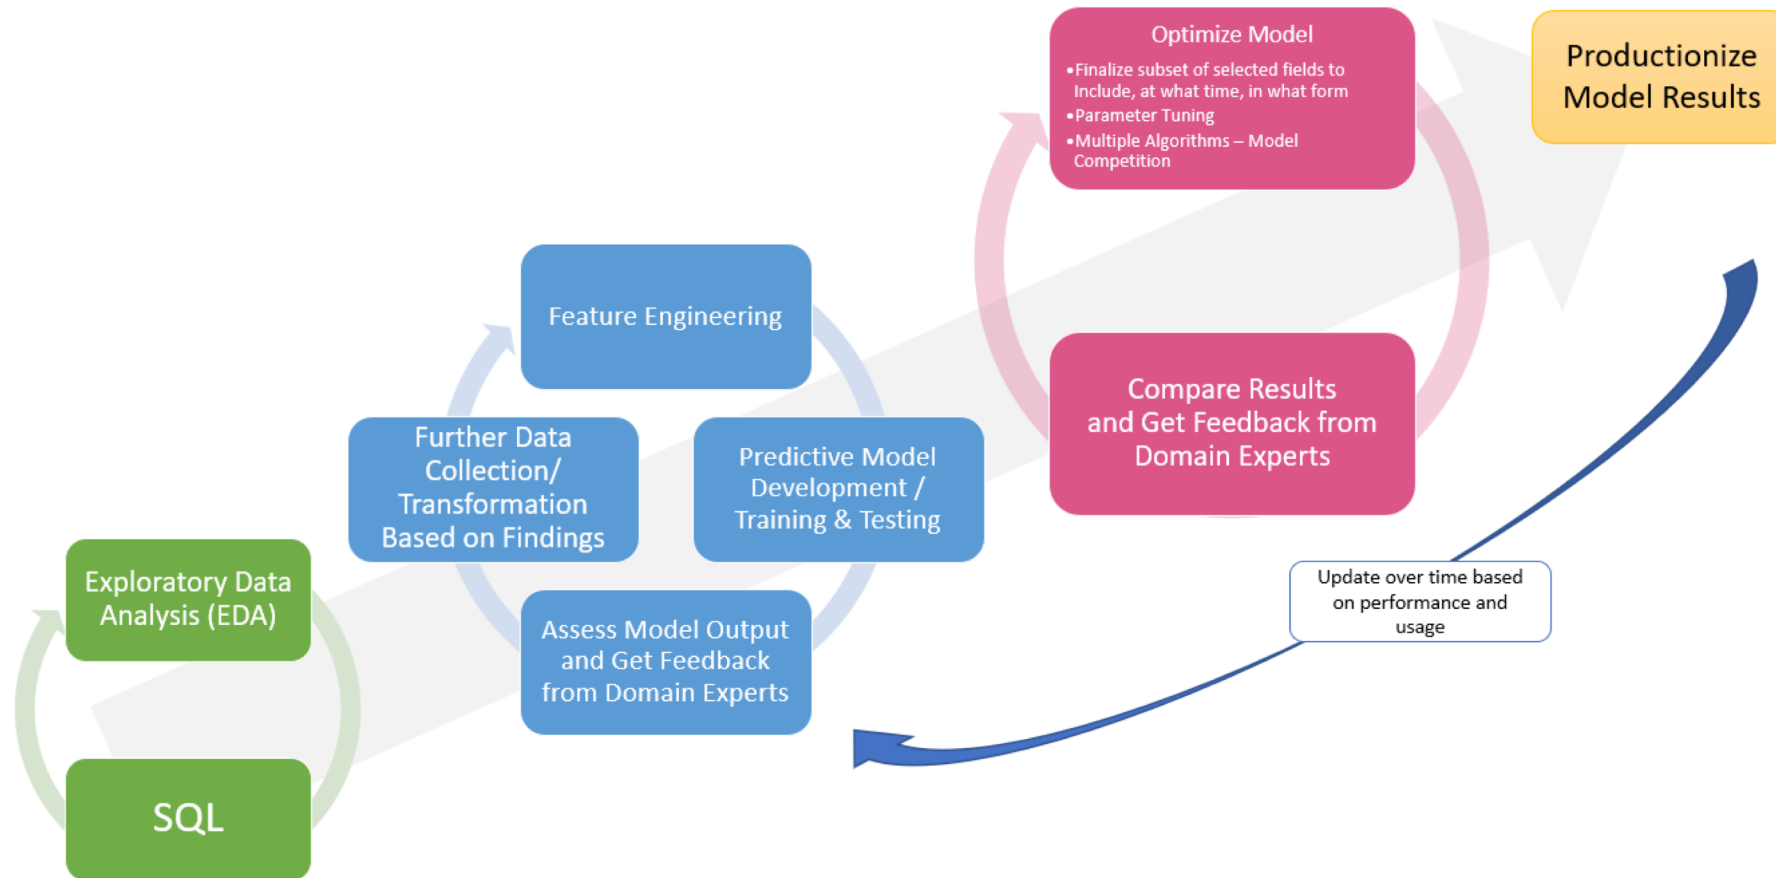 Optimize Model
•Finalize subset of selected fields to
Include, at what time, in what form
•Parameter Tuning
•Multiple Algorithms – Model
Competition
Productionize
Model Results
Feature Engineering
Further Data
Collection/
Transformation
Based on Findings
Predictive Model
Development /
Training & Testing
Compare Results
and Get Feedback from
Domain Experts
Exploratory Data
Analysis (EDA)
Assess Model Output
and Get Feedback
from Domain Experts
Update over time based
on performance and
usage
SQL